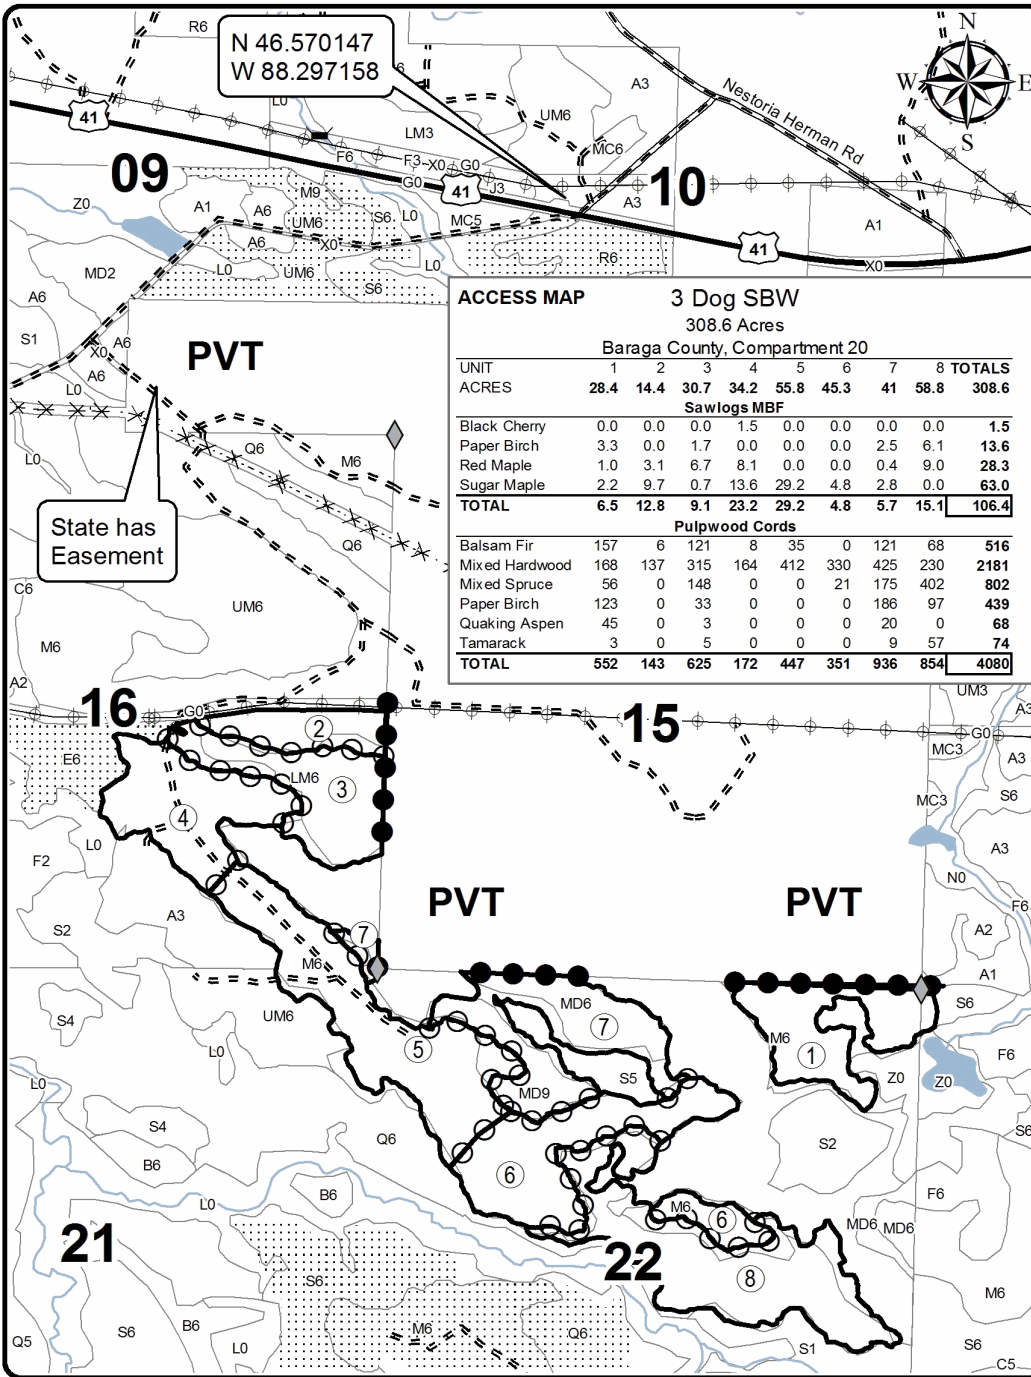 R6
N 46.570147
W 88.297158
6
A3
N
W
E
S
41
L0
LM3
UM6
Nestoria Herman Rd
MC6
09
F6
F3
X0
G0
G0
41
J3
10
A3
Z0
A1
A6
M9
UM6
S6
L0
MC5
A1
A6
X0
41
X0
MD2
L0
UM6
S6
L0
R6
A6
S1
X0
A6
A6
L0
PVT
ACCESS MAP 3 Dog SBW
308.6 Acres
Baraga County, Compartment 20
UNIT 1 2 3 4 5 6 7 8 TOTALS
ACRES 28.4 14.4 30.7 34.2 55.8 45.3 41 58.8 308.6
Sawlogs MBF
Black Cherry 0.0 0.0 0.0 1.5 0.0 0.0 0.0 0.0 1.5
Paper Birch 3.3 0.0 1.7 0.0 0.0 0.0 2.5 6.1 13.6
Red Maple 1.0 3.1 6.7 8.1 0.0 0.0 0.4 9.0 28.3
Sugar Maple 2.2 9.7 0.7 13.6 29.2 4.8 2.8 0.0 63.0
TOTAL 6.5 12.8 9.1 23.2 29.2 4.8 5.7 15.1 106.4
Pulpwood Cords
Balsam Fir 157 6 121 8 35 0 121 68 516
Mixed Hardwood 168 137 315 164 412 330 425 230 2181
Mixed Spruce 56 0 148 0 0 21 175 402 802
Paper Birch 123 0 33 0 0 0 186 97 439
Quaking Aspen 45 0 3 0 0 0 20 0 68
Tamarack 3 0 5 0 0 0 9 57 74
TOTAL 552 143 625 172 447 351 936 854 4080
L0
Q6
M6
State has
Easement
Q6
C6
UM6
M6
A2
16
G0
2
15
UM3
A3
G0
MC3
A3
E6
LM6
3
S6
MC3
4
L0
F2
A3
N0
F6
PVT
PVT
A3
S2
7
A2
M6
A1
S6
S4
UM6
MD6
7
M6
1
L0
5
F6
Z0
Z0
L0
MD9
S5
S4
Q6
S2
S6
B6
6
F6
L0
B6
M6
6
MD6
MD6
21
22
8
S6
M6
Q5
S6
B6
L0
M6
Q6
S1
S6
C5